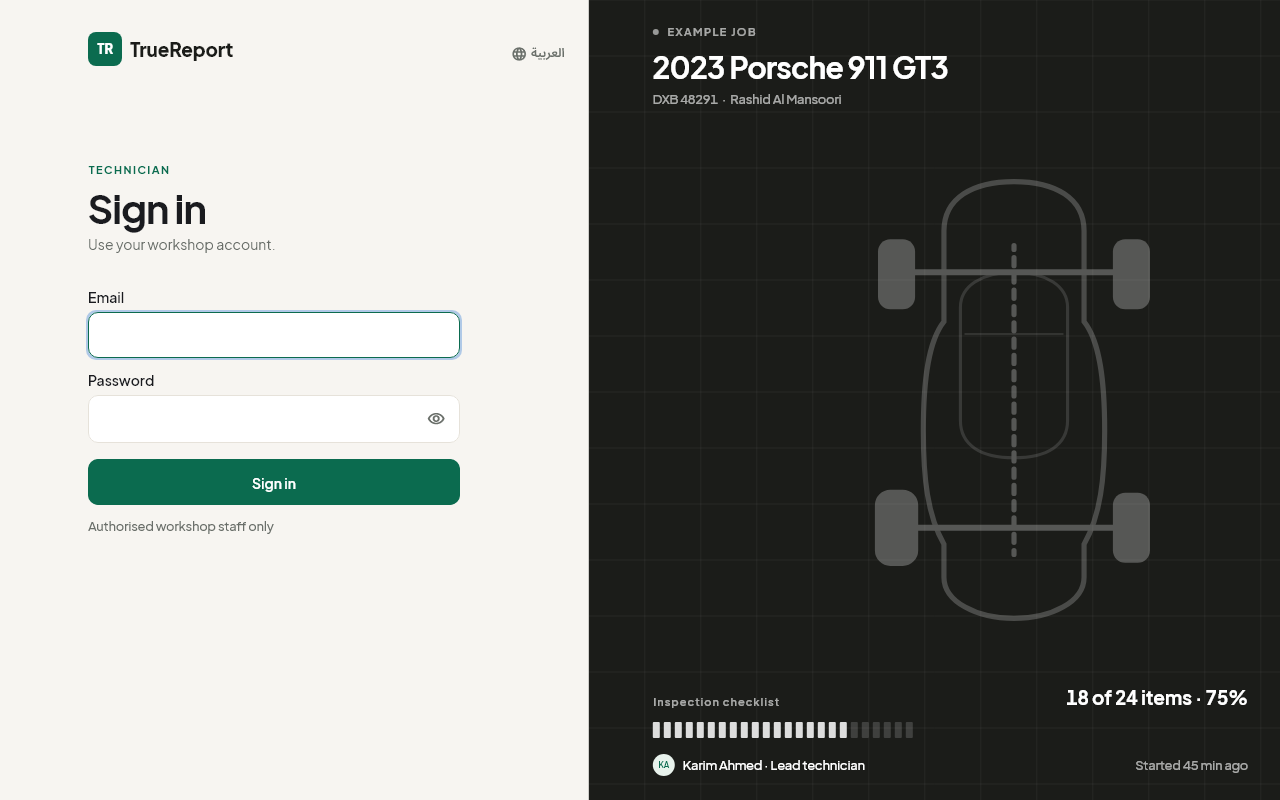 TR TrueReport
العربية
TECHNICIAN
Sign in
Use your workshop account.
Email
Password
Sign in
Authorised workshop staff only
EXAMPLE JOB
2023 Porsche 911 GT3
DXB 48291 · Rashid Al Mansoori
Inspection checklist
18 of 24 items · 75%
KA Karim Ahmed · Lead technician
Started 45 min ago